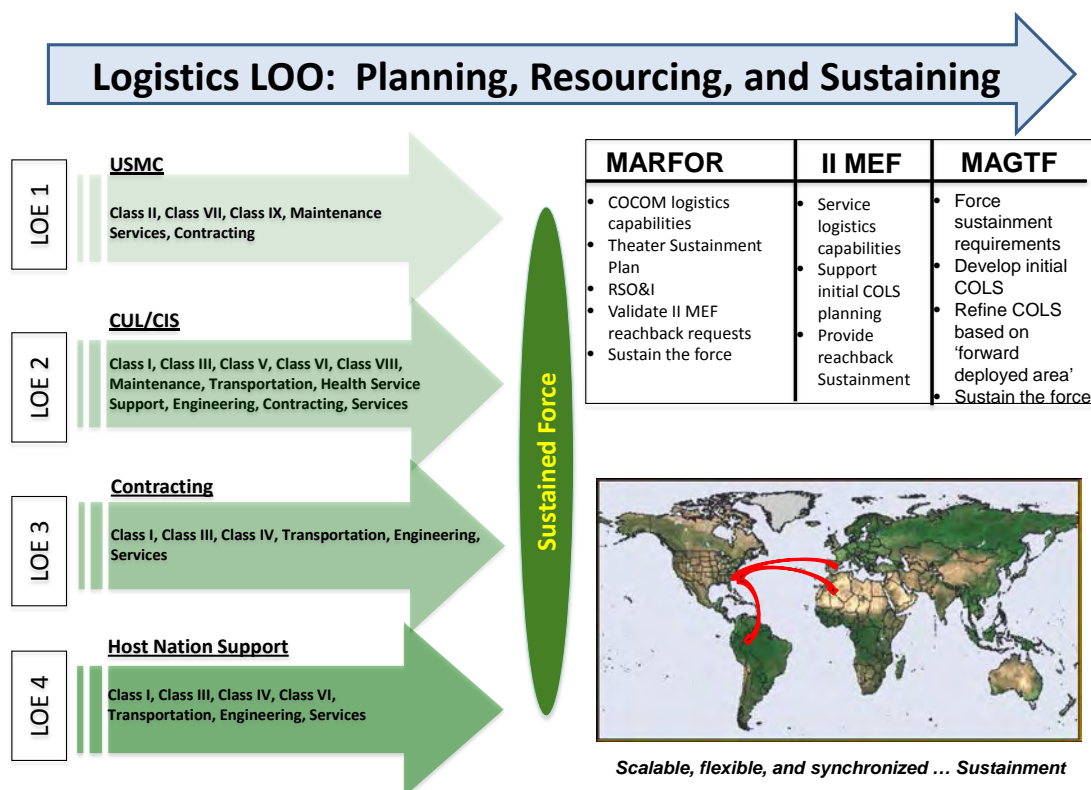 Logistics LOO: Planning, Resourcing, and Sustaining
LOE 1
USMC
Class II, Class VII, Class IX, Maintenance
Services, Contracting
LOE 2
CUL/CIS
Class I, Class III, Class V, Class VI, Class VIII,
Maintenance, Transportation, Health Service
Support, Engineering, Contracting, Services
LOE 3
Contracting
Class I, Class III, Class IV, Transportation, Engineering,
Services
LOE 4
Host Nation Support
Class I, Class III, Class IV, Class VI,
Transportation, Engineering, Services
Sustained Force
MARFOR
• COCOM logistics
capabilities
• Theater Sustainment
Plan
• RSO&I
• Validate II MEF
reachback requests
• Sustain the force
II MEF
• Service
logistics
capabilities
• Support
initial COLS
planning
• Provide
reachback
Sustainment
MAGTF
• Force
sustainment
requirements
• Develop initial
COLS
• Refine COLS
based on
‘forward
deployed area’
• Sustain the force
Scalable, flexible, and synchronized … Sustainment